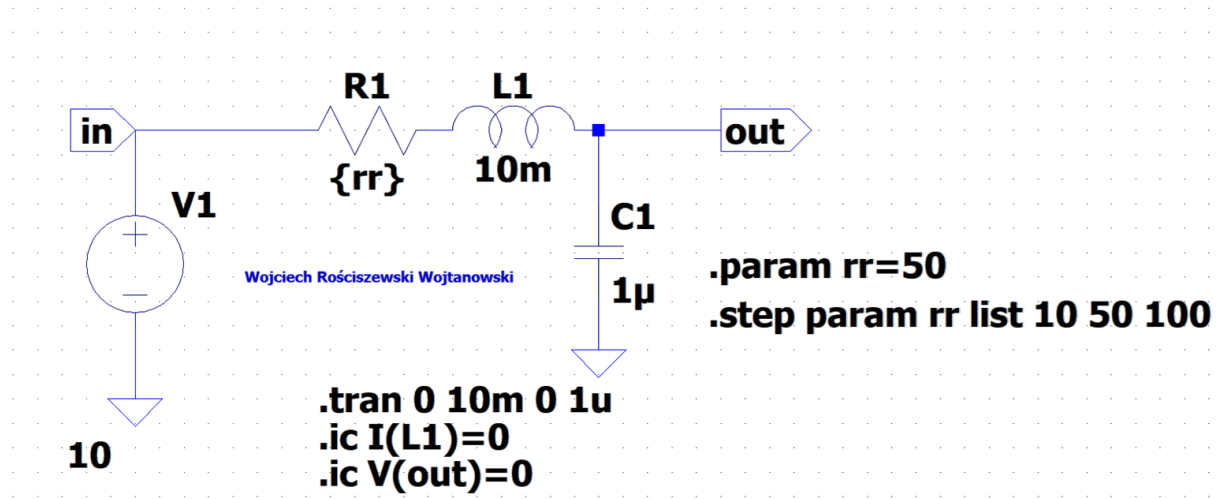 R1
L1
in
out
{rr}
10m
V1
C1
Wojciech Rościszewski Wojtanowski
.param rr=50
1µ
.step param rr list 10 50 100
.tran 0 10m 0 1u
.ic I(L1)=0
10
.ic V(out)=0